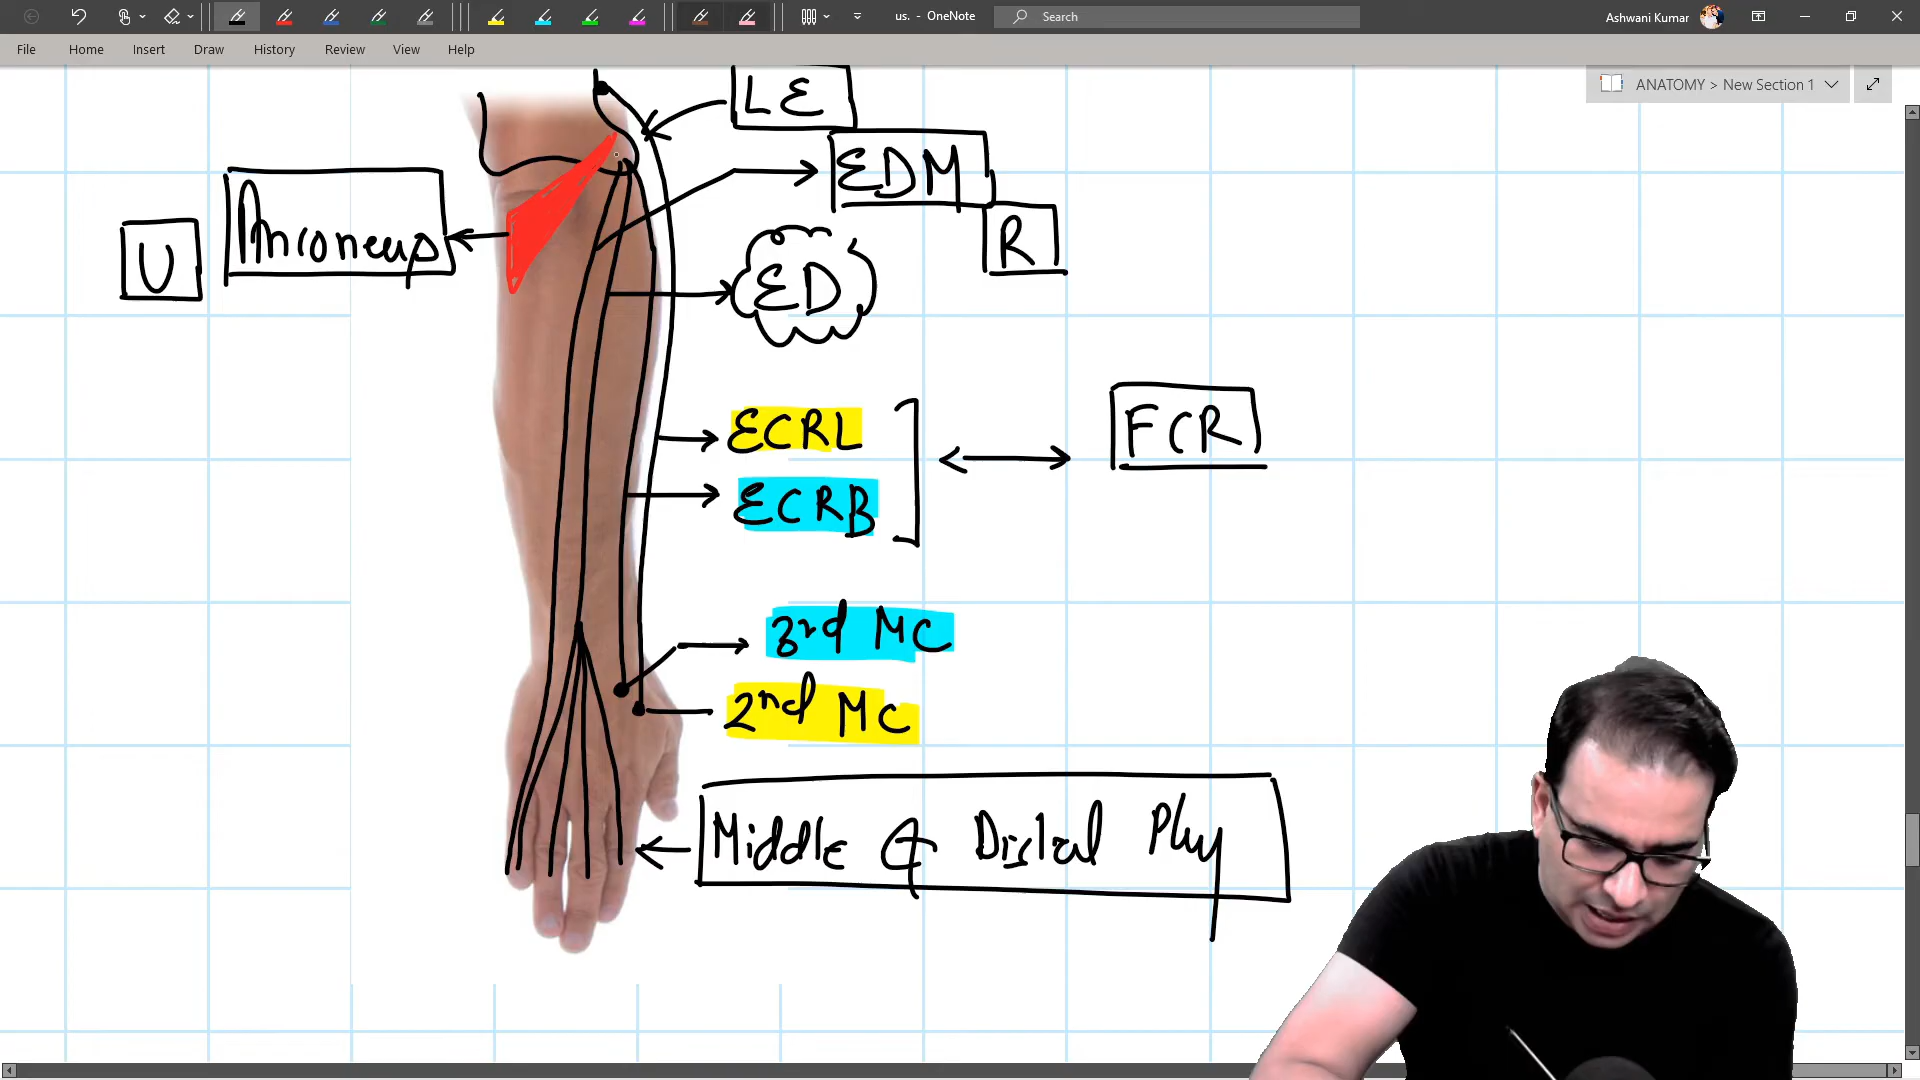 us. - OneNote
Search
Ashwani Kumar
File Home Insert Draw History Review View Help
ANATOMY > New Section 1
LE
EDM
R
U
Anconeus
ED
ECRL
ECRB
FCR
3rd MC
2nd MC
Middle & Distal Phy